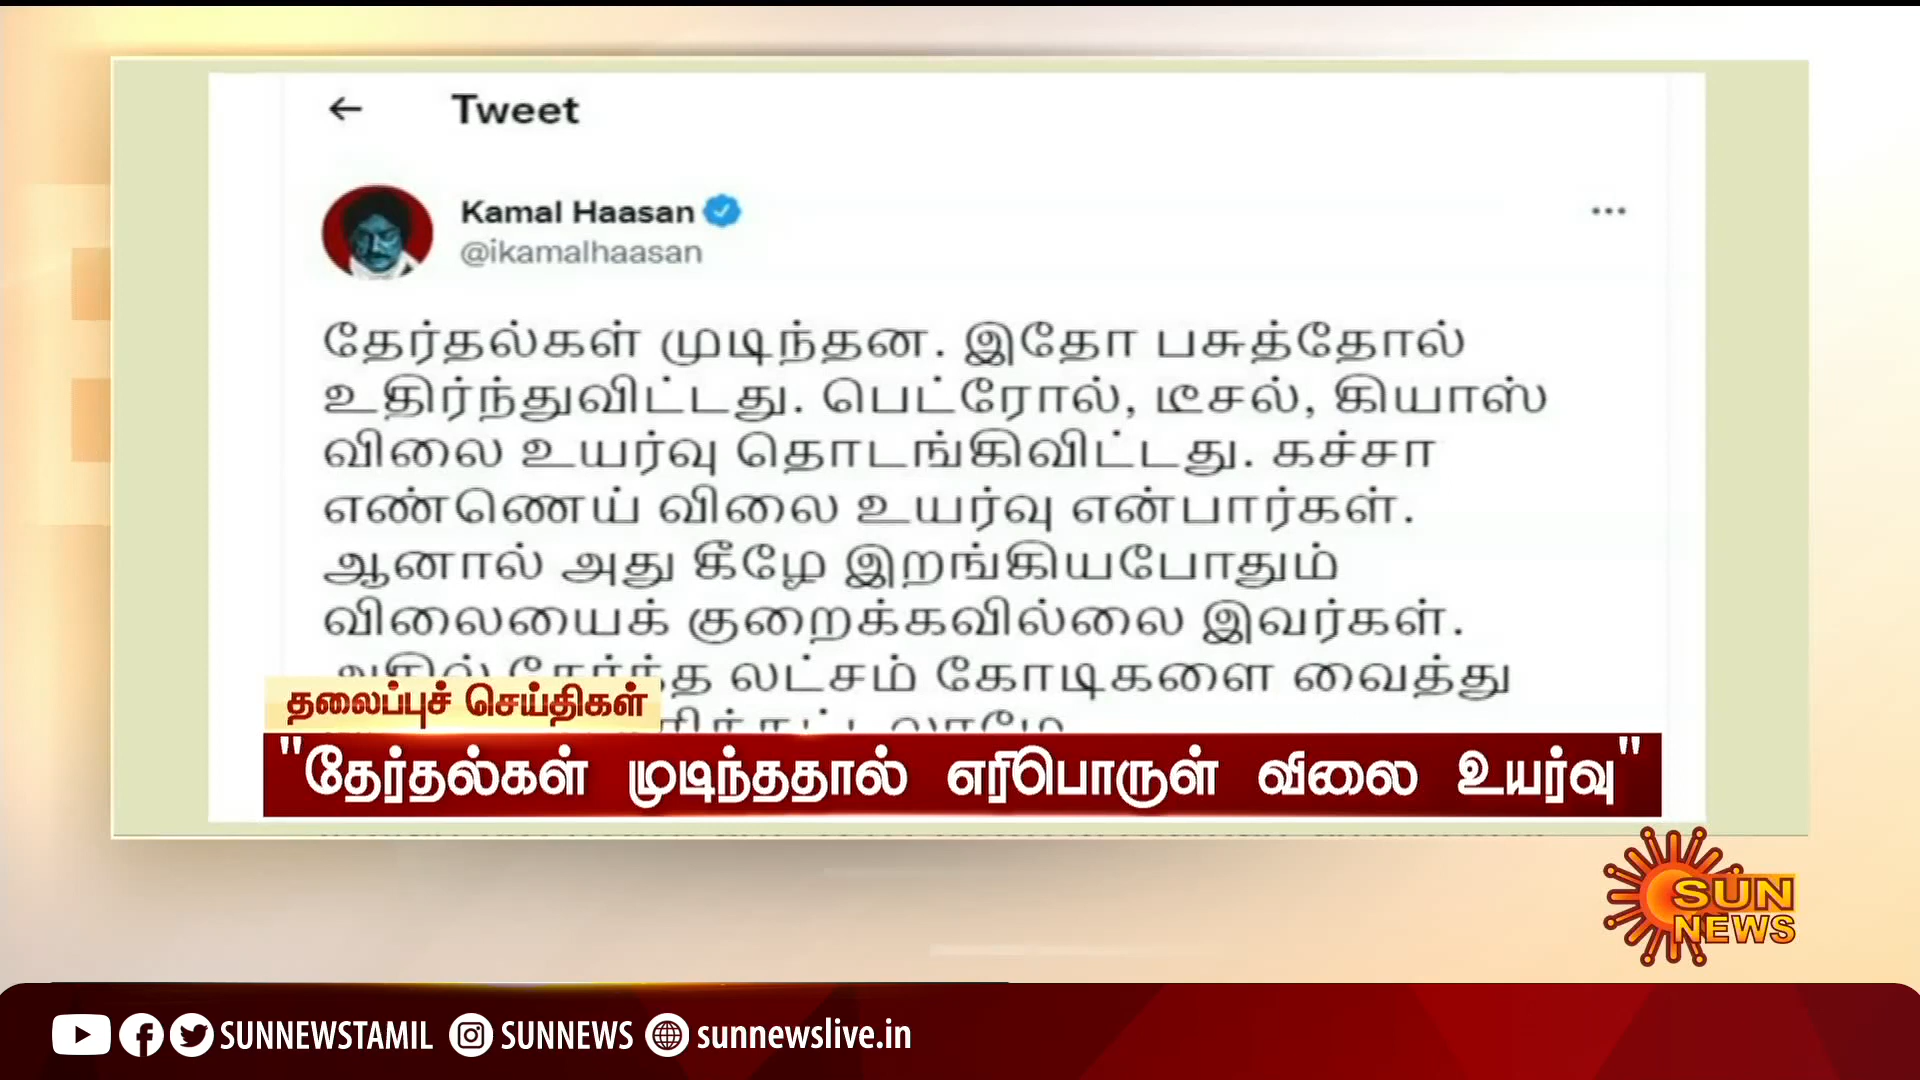 Tweet
Kamal Haasan
@ikamalhaasan
தேர்தல்கள் முடிந்தன. இதோ பசுத்தோல்
உதிர்ந்துவிட்டது. பெட்ரோல், டீசல், கியாஸ்
விலை உயர்வு தொடங்கிவிட்டது. கச்சா
எண்ணெய் விலை உயர்வு என்பார்கள்.
ஆனால் அது கீழே இறங்கியபோதும்
விலையைக் குறைக்கவில்லை இவர்கள்.
லட்சம் கோடிகளை வைத்து
தலைப்புச் செய்திகள்
"தேர்தல்கள் முடிந்ததால் எரிபொருள் விலை உயர்வு"
SUN
NEWS
SUNNEWSTAMIL SUNNEWS sunnewslive.in